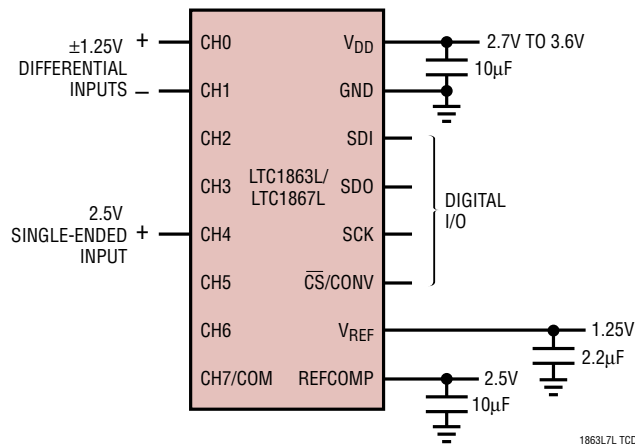 ±1.25V
DIFFERENTIAL
INPUTS
+
–
2.5V
SINGLE-ENDED
INPUT
+
CH0
CH1
CH2
CH3
CH4
CH5
CH6
CH7/COM
LTC1863L/
LTC1867L
VDD
GND
SDI
SDO
SCK
CS/CONV
VREF
REFCOMP
2.7V TO 3.6V
10µF
DIGITAL
I/O
1.25V
2.2µF
2.5V
10µF
1863L7L TCD